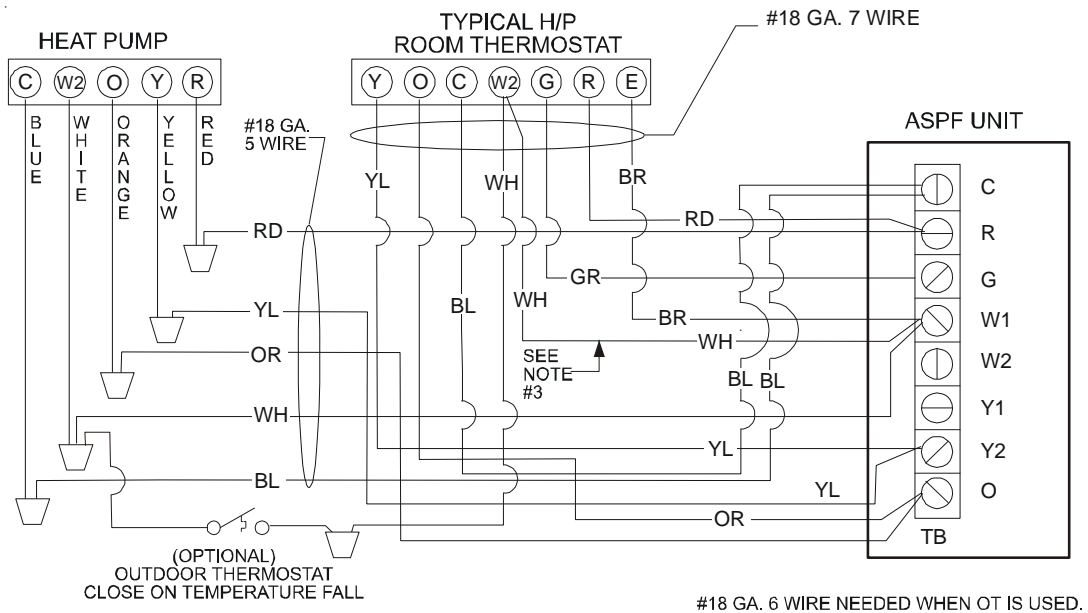 TYPICAL H/P
ROOM THERMOSTAT
#18 GA. 7 WIRE
HEAT PUMP
C W2 O Y R
Y O C W2 G R E
BLUE
WHITE
ORANGE
YELLOW
RED
#18 GA.
5 WIRE
ASPF UNIT
YL
WH
BR
C
RD
RD
R
GR
G
BL
WH
YL
BR
W1
WH
OR
SEE
NOTE
#3
W2
BL BL
WH
Y1
YL
Y2
BL
YL
O
OR
TB
(OPTIONAL)
OUTDOOR THERMOSTAT
CLOSE ON TEMPERATURE FALL
#18 GA. 6 WIRE NEEDED WHEN OT IS USED.